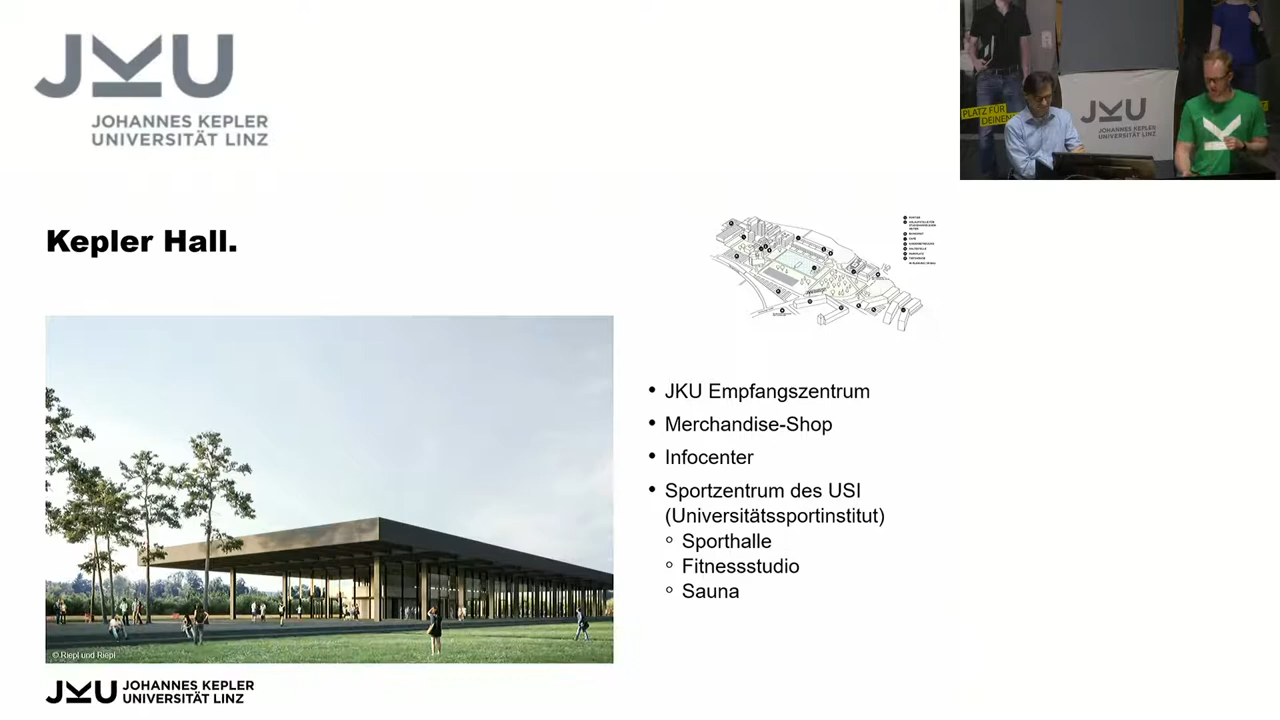 JKU
JOHANNES KEPLER
UNIVERSITÄT LINZ
PLATZ FÜR
DEINEN
JKU
JOHANNES KEPLER
UNIVERSITÄT LINZ
Kepler Hall.
• JKU Empfangszentrum
• Merchandise-Shop
• Infocenter
• Sportzentrum des USI
(Universitätssportinstitut)
○ Sporthalle
○ Fitnessstudio
○ Sauna
© Riepl und Riepl
JKU JOHANNES KEPLER
UNIVERSITÄT LINZ